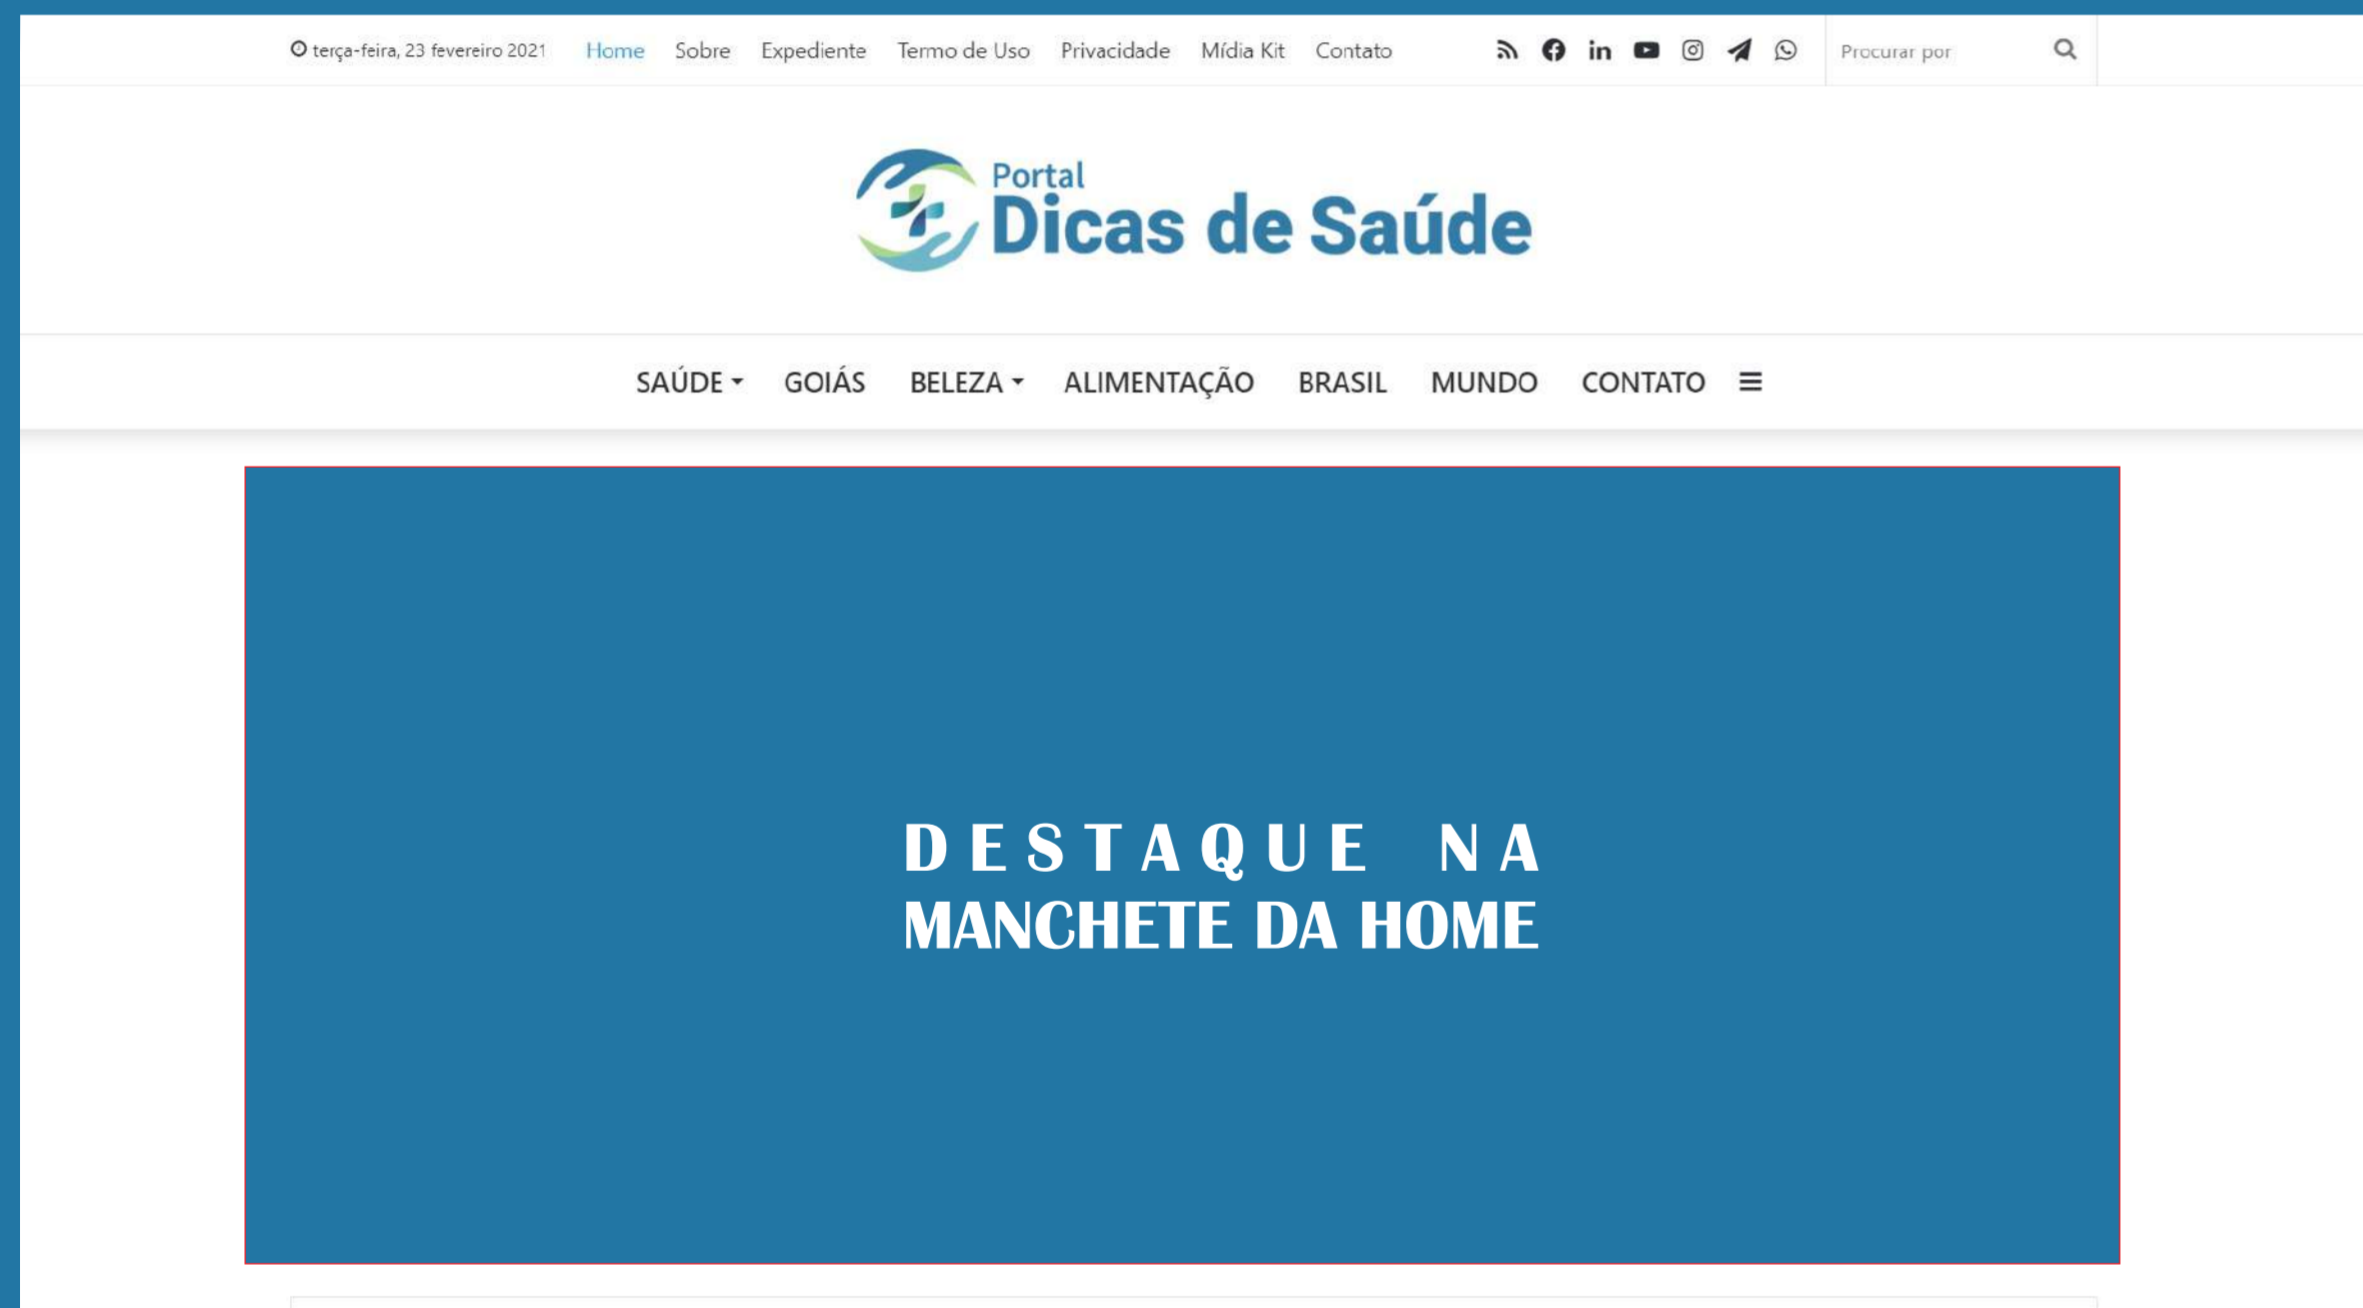 terça-feira, 23 fevereiro 2021 Home Sobre Expediente Termo de Uso Privacidade Mídia Kit Contato in Procurar por
Portal
Dicas de Saúde
SAÚDE GOIÁS BELEZA ALIMENTAÇÃO BRASIL MUNDO CONTATO
DESTAQUE NA
MANCHETE DA HOME